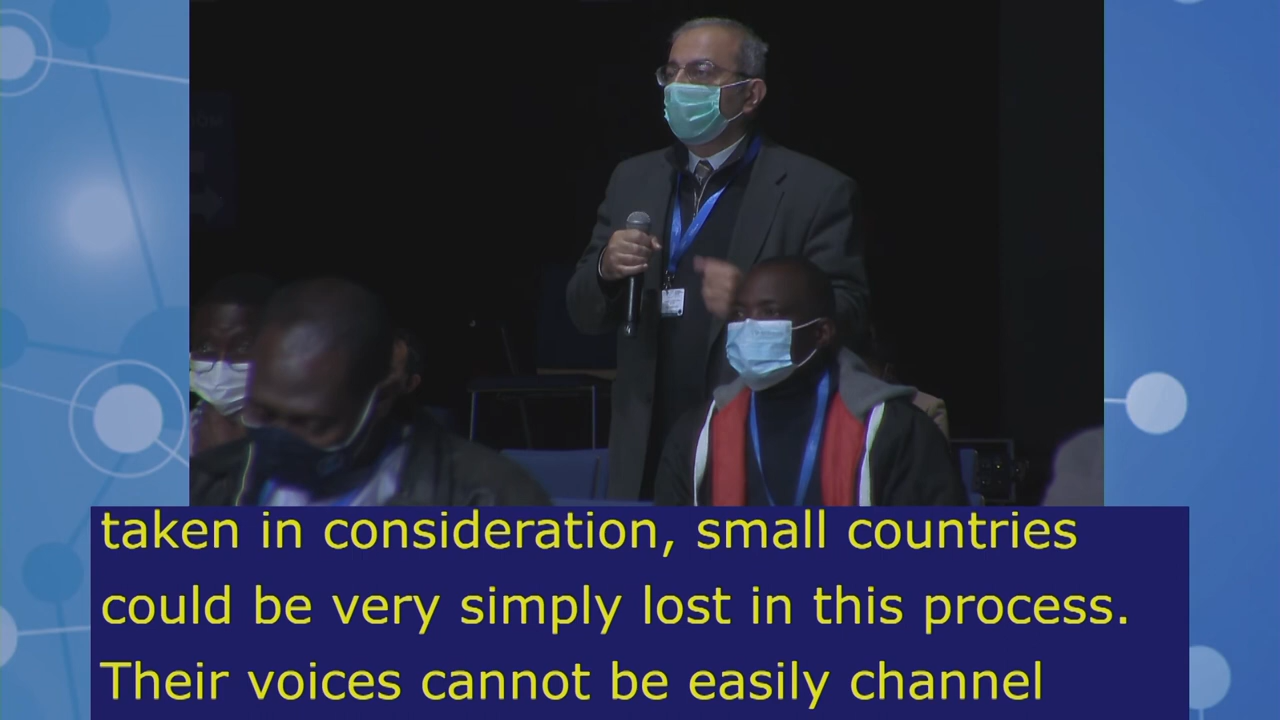 taken in consideration, small countries
could be very simply lost in this process.
Their voices cannot be easily channel